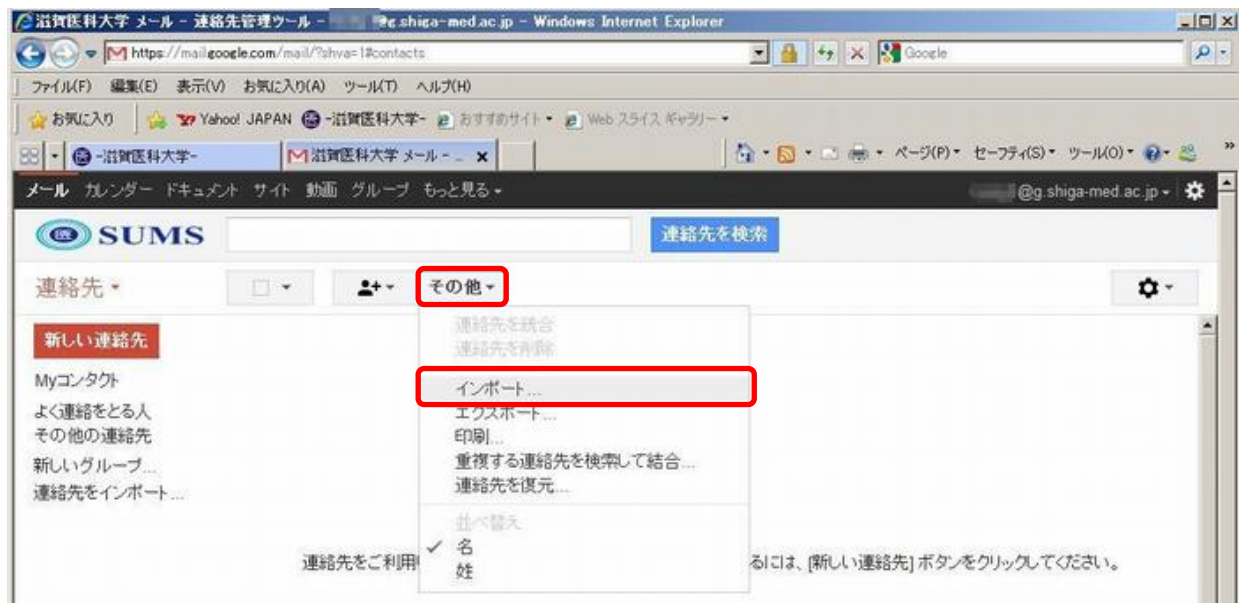 滋賀医科大学 メール - 連絡先管理ツール - @g.shiga-med.ac.jp - Windows Internet Explorer
https://mail.google.com/mail/?shva=1#contacts
Google
ファイル(F) 編集(E) 表示(V) お気に入り(A) ツール(T) ヘルプ(H)
お気に入り Yahoo! JAPAN -滋賀医科大学- おすすめサイト Web スライス ギャラリー
-滋賀医科大学- 滋賀医科大学 メール - ... ページ(P) セーフティ(S) ツール(O)
メール カレンダー ドキュメント サイト 動画 グループ もっと見る @g.shiga-med.ac.jp
SUMS 連絡先を検索
連絡先 その他
新しい連絡先
Myコンタクト
よく連絡をとる人
その他の連絡先
新しいグループ...
連絡先をインポート...
連絡先を統合
連絡先を削除
インポート...
エクスポート...
印刷...
重複する連絡先を検索して結合...
連絡先を復元...
並べ替え
名
姓
連絡先をご利用 るには、[新しい連絡先] ボタンをクリックしてください。